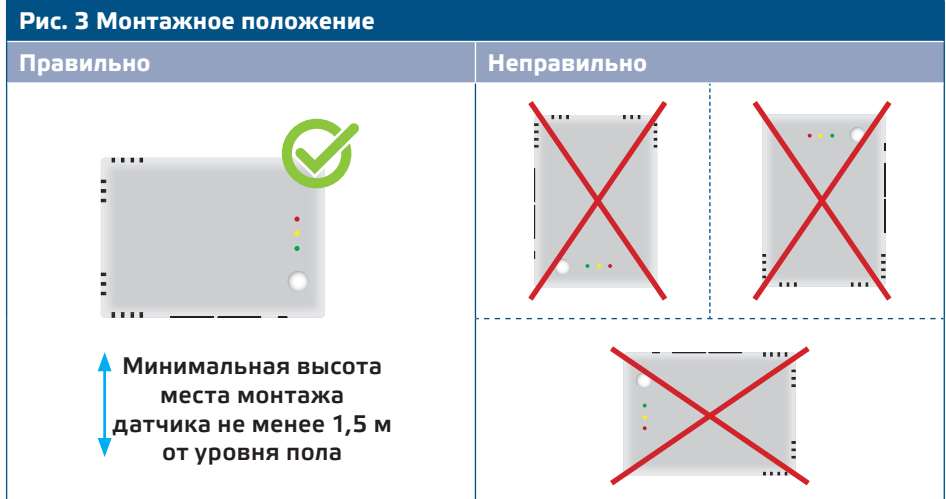 Рис. 3 Монтажное положение
Правильно
Неправильно
Минимальная высота
места монтажа
датчика не менее 1,5 м
от уровня пола